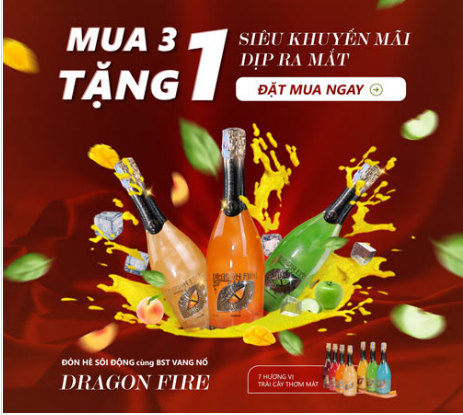 MUA 3
TẶNG 1
SIÊU KHUYẾN MÃI
DỊP RA MẮT
ĐẶT MUA NGAY
DRAGON FIRE
ĐÓN HÈ SÔI ĐỘNG cùng BST VANG NỔ
DRAGON FIRE
7 HƯƠNG VỊ
TRÁI CÂY THƠM MÁT